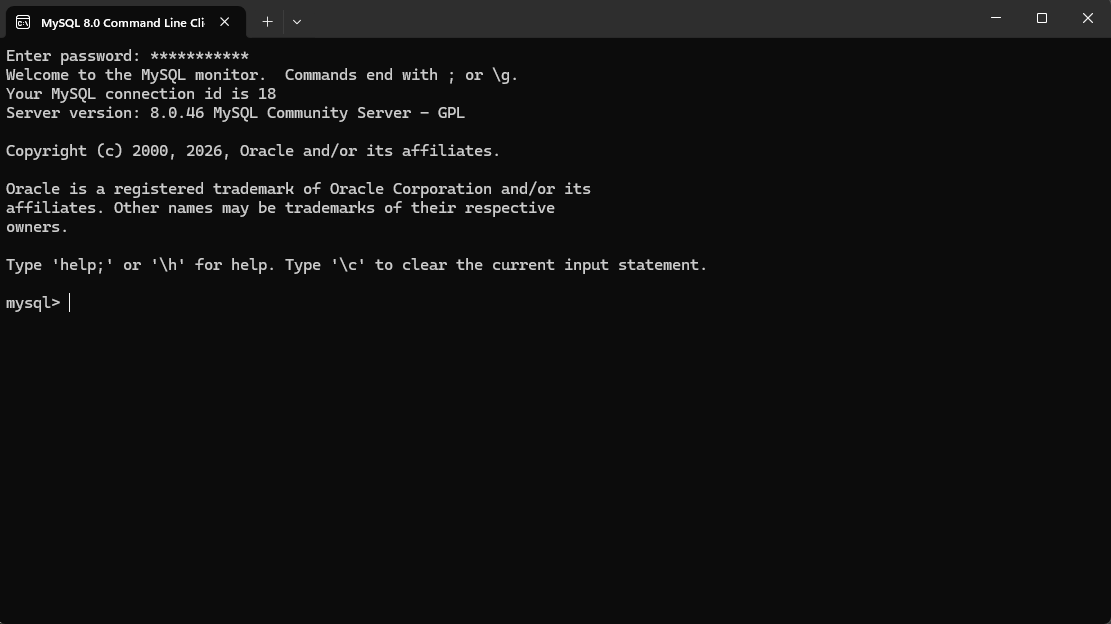 MySQL 8.0 Command Line Cli
Enter password: ***********
Welcome to the MySQL monitor.  Commands end with ; or \g.
Your MySQL connection id is 18
Server version: 8.0.46 MySQL Community Server - GPL

Copyright (c) 2000, 2026, Oracle and/or its affiliates.

Oracle is a registered trademark of Oracle Corporation and/or its
affiliates. Other names may be trademarks of their respective
owners.

Type 'help;' or '\h' for help. Type '\c' to clear the current input statement.

mysql>